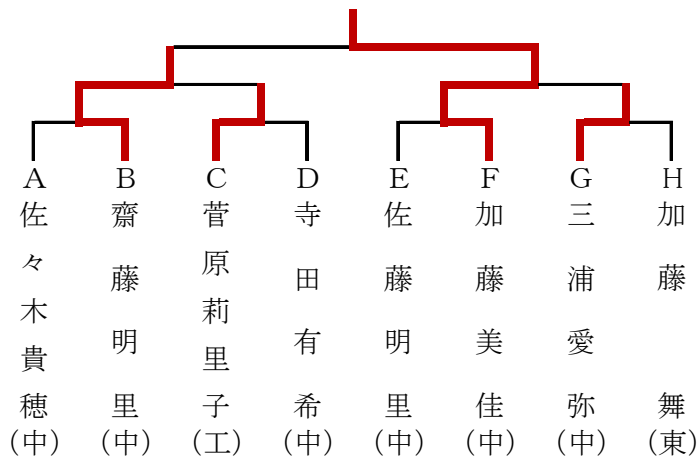 A
佐々木貴穂(中)
B
齋藤明里(中)
C
菅原莉里子(工)
D
寺田有希(中)
E
佐藤明里(中)
F
加藤美佳(中)
G
三浦愛弥(中)
H
加藤舞(東)